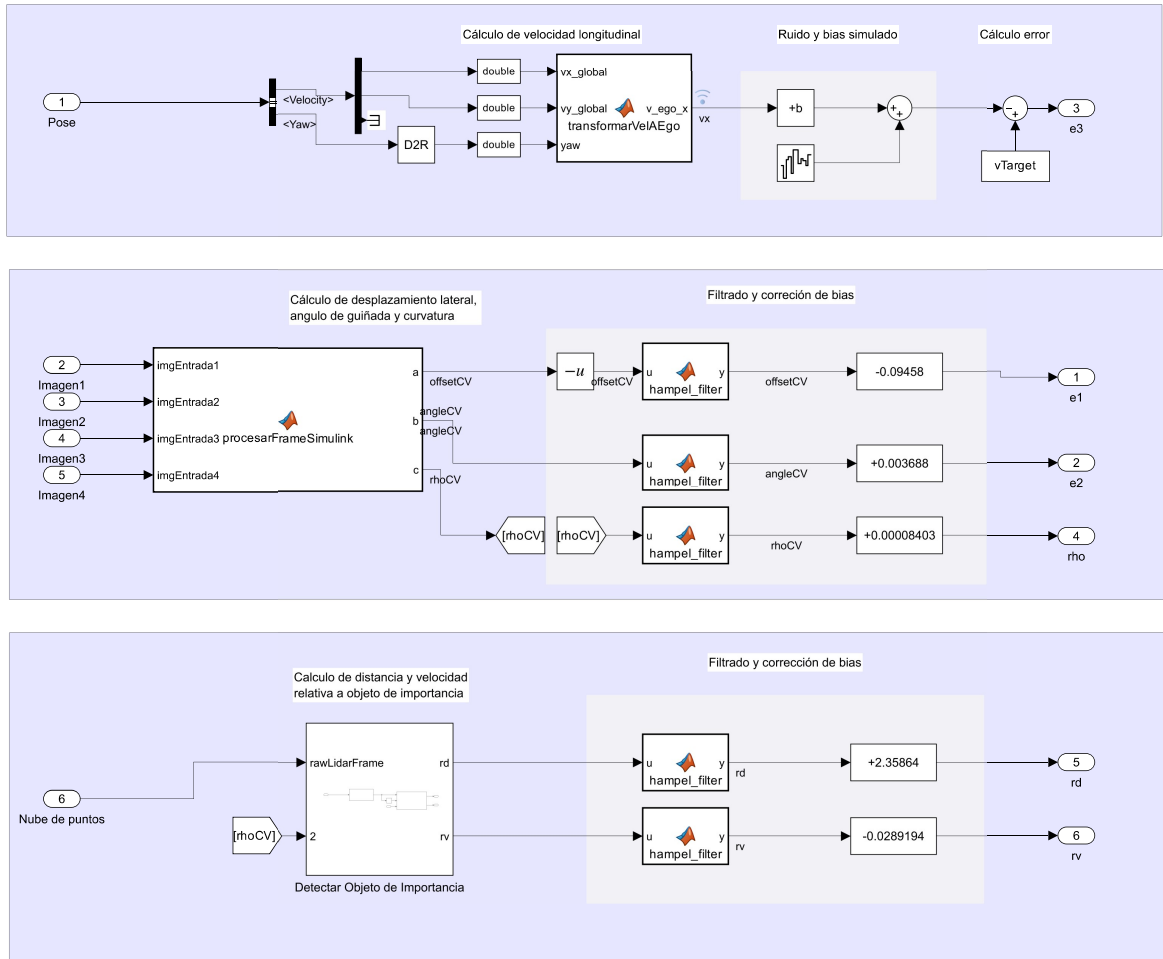 Cálculo de velocidad longitudinal
Ruido y bias simulado
Cálculo error
1
Pose
<Velocity>
<Yaw>
D2R
double
double
double
vx_global
vy_global
yaw
v_ego_x
transformarVelAEgo
vx
+b
+
+
−
+
vTarget
3
e3
Cálculo de desplazamiento lateral,
angulo de guiñada y curvatura
Filtrado y correción de bias
2
Imagen1
3
Imagen2
4
Imagen3
5
Imagen4
imgEntrada1
imgEntrada2
imgEntrada3
imgEntrada4
procesarFrameSimulink
a
b
c
offsetCV
angleCV
angleCV
rhoCV
-u
offsetCV
u
y
hampel_filter
offsetCV
-0.09458
1
e1
u
y
hampel_filter
angleCV
+0.003688
2
e2
[rhoCV]
[rhoCV]
u
y
hampel_filter
rhoCV
+0.00008403
4
rho
Calculo de distancia y velocidad
relativa a objeto de importancia
Filtrado y corrección de bias
6
Nube de puntos
[rhoCV]
rawLidarFrame
2
rd
rv
Detectar Objeto de Importancia
u
y
hampel_filter
rd
+2.35864
5
rd
u
y
hampel_filter
rv
-0.0289194
6
rv